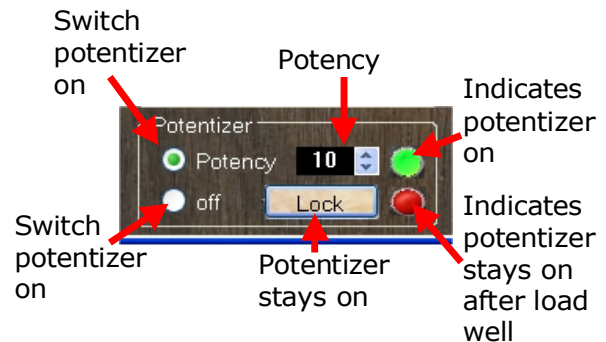 Switch
potentizer
on
Potency
Indicates
potentizer
on
Potentizer
Potency
10
off
Lock
Switch
potentizer
on
Potentizer
stays on
Indicates
potentizer
stays on
after load
well